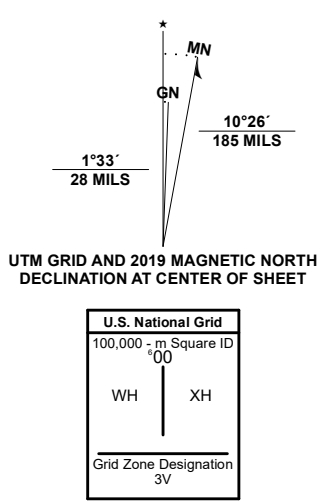 ★
MN
GN
10°26´
185 MILS
1°33´
28 MILS
UTM GRID AND 2019 MAGNETIC NORTH
DECLINATION AT CENTER OF SHEET
U.S. National Grid
100,000 - m Square ID
⁶00
WH XH
Grid Zone Designation
3V